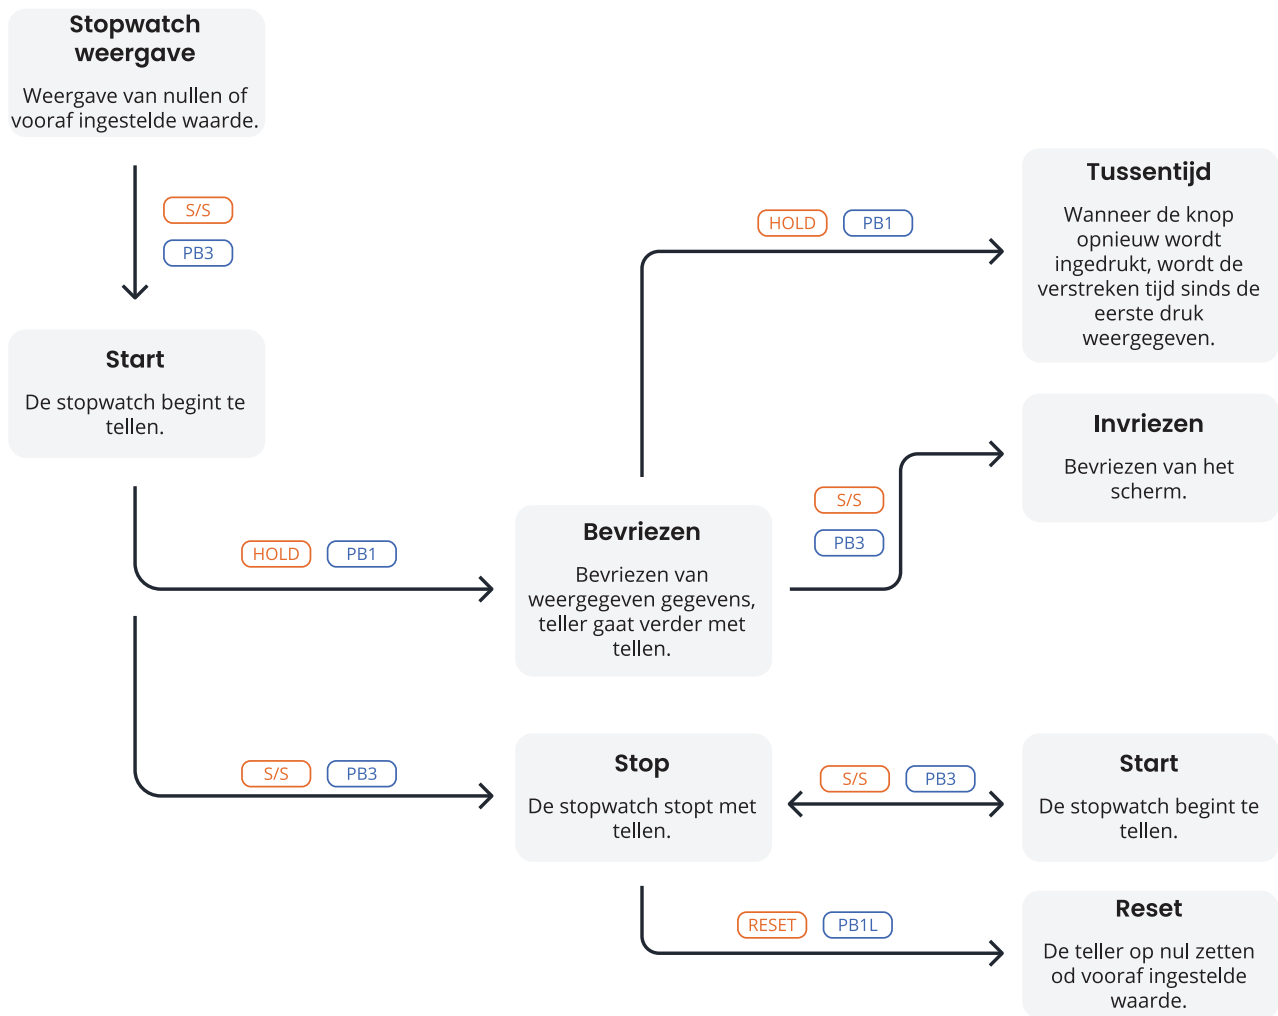 Stopwatch
weergave
Weergave van nullen of
vooraf ingestelde waarde.
S/S
PB3
Start
De stopwatch begint te
tellen.
HOLD PB1
Tussentijd
Wanneer de knop
opnieuw wordt
ingedrukt, wordt de
verstreken tijd sinds de
eerste druk
weergegeven.
Invriezen
Bevriezen van het
scherm.
S/S
PB3
HOLD PB1
Bevriezen
Bevriezen van
weergegeven gegevens,
teller gaat verder met
tellen.
S/S PB3
Stop
De stopwatch stopt met
tellen.
S/S PB3
Start
De stopwatch begint te
tellen.
RESET PB1L
Reset
De teller op nul zetten
od vooraf ingestelde
waarde.